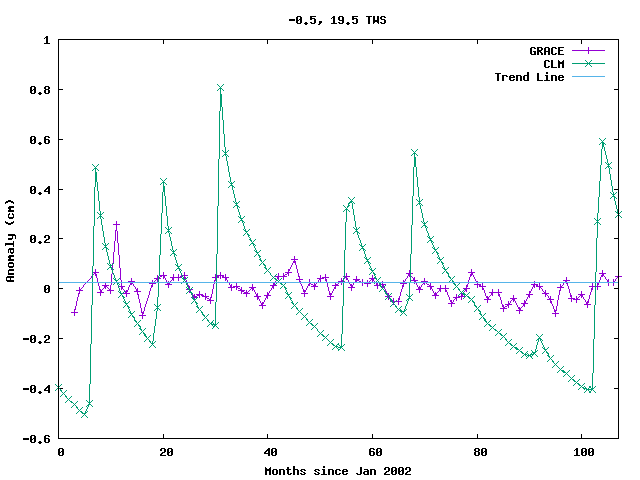 -0.5, 19.5 TWS
GRACE
CLM
Trend Line
1
0.8
0.6
0.4
0.2
0
-0.2
-0.4
-0.6
Anomaly (cm)
0 20 40 60 80 100
Months since Jan 2002